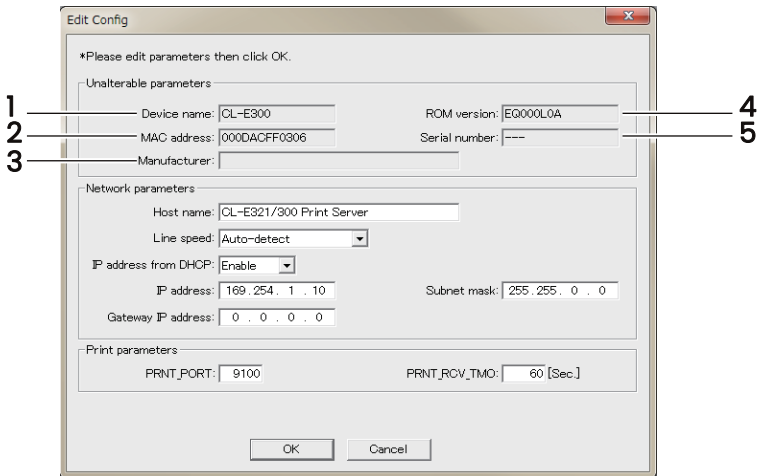 Edit Config
*Please edit parameters then click OK.
Unalterable parameters
1 Device name: CL-E300 ROM version: EQ000L0A 4
2 MAC address: 000DACFF0306 Serial number: --- 5
3 Manufacturer:
Network parameters
Host name: CL-E321/300 Print Server
Line speed: Auto-detect
IP address from DHCP: Enable
IP address: 169.254. 1 . 10 Subnet mask: 255.255. 0 . 0
Gateway IP address: 0 . 0 . 0 . 0
Print parameters
PRNT_PORT: 9100 PRNT_RCV_TMO: 60 [Sec.]
OK Cancel